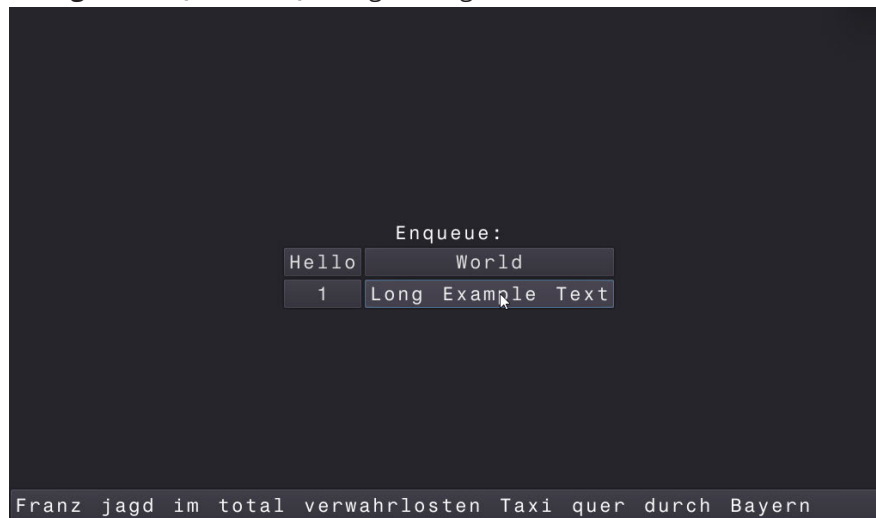 Enqueue:
Hello World
1 Long Example Text
Franz jagd im total verwahrlosten Taxi quer durch Bayern